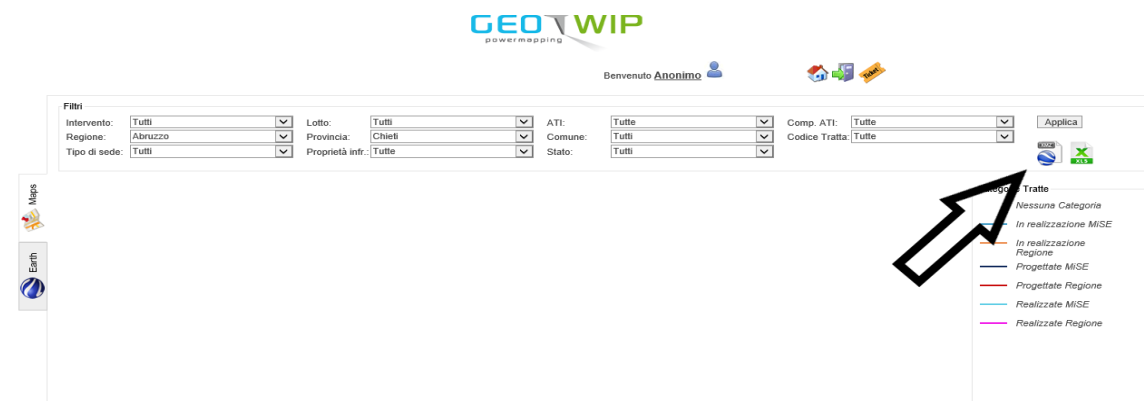 GEOWIP
powermapping
Benvenuto Anonimo
Ticket
Filtri
Intervento: Tutti Lotto: Tutti ATI: Tutte Comp. ATI: Tutte Applica
Regione: Abruzzo Provincia: Chieti Comune: Tutti Codice Tratta: Tutte
Tipo di sede: Tutti Proprietà infr.: Tutte Stato: Tutti
KMZ XLS
Maps
Earth
Tratte
Nessuna Categoria
In realizzazione MiSE
In realizzazione
Regione
Progettate MiSE
Progettate Regione
Realizzate MiSE
Realizzate Regione